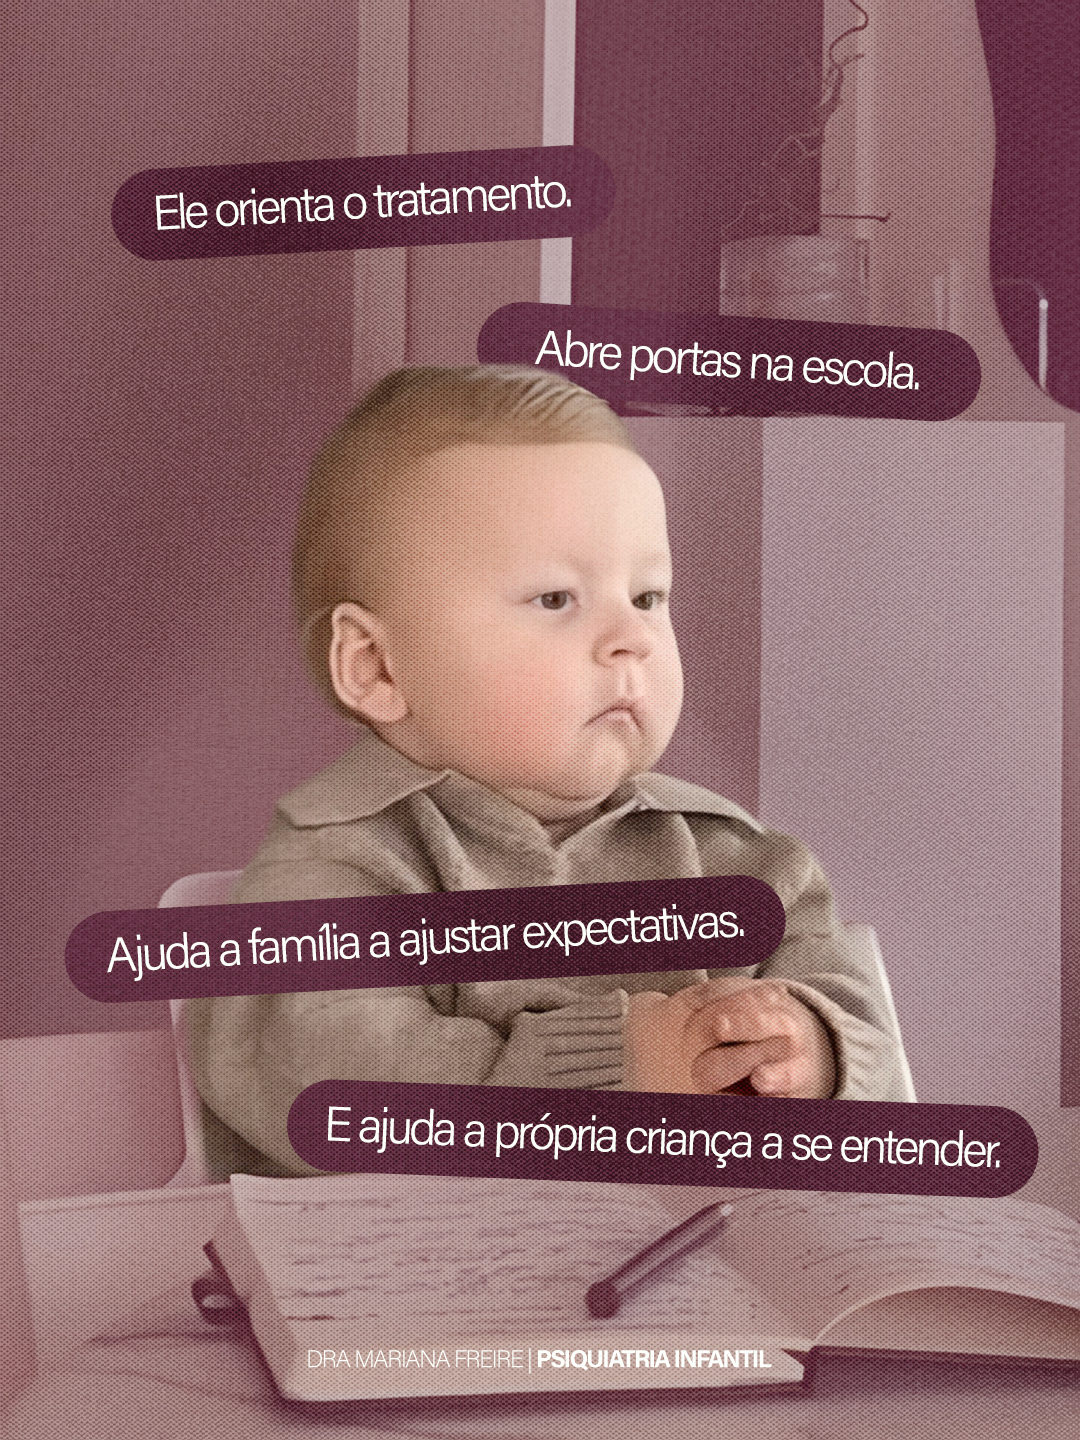 Ele orienta o tratamento.
Abre portas na escola.
Ajuda a família a ajustar expectativas.
E ajuda a própria criança a se entender.
DRA MARIANA FREIRE | PSIQUIATRIA INFANTIL